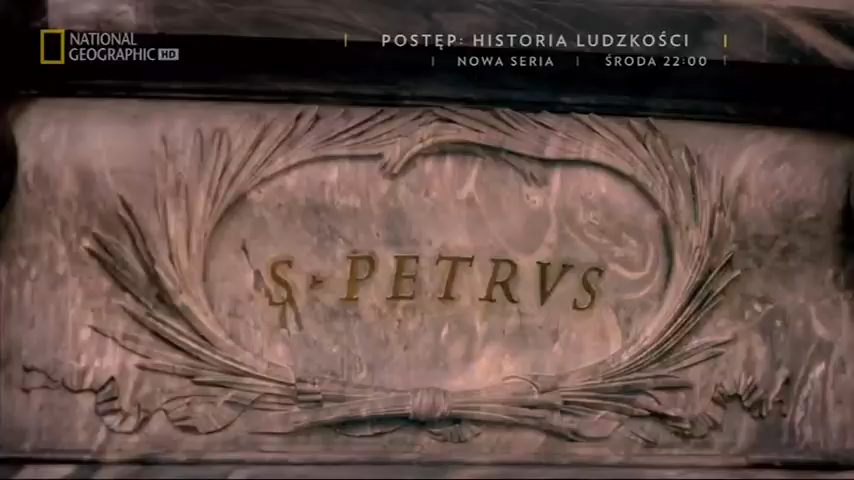 NATIONAL
GEOGRAPHIC HD
POSTĘP: HISTORIA LUDZKOŚCI
NOWA SERIA | ŚRODA 22:00
S·PETRVS